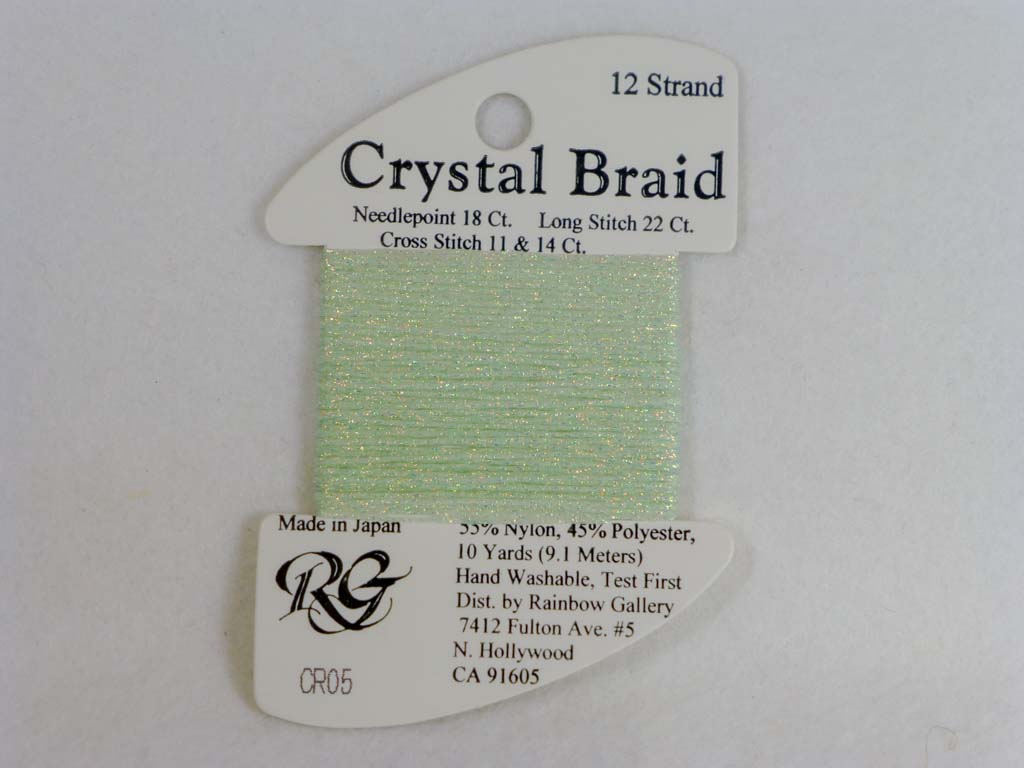 12 Strand
Crystal Braid
Needlepoint 18 Ct. Long Stitch 22 Ct.
Cross Stitch 11 & 14 Ct.
Made in Japan
RG
CR05
55% Nylon, 45% Polyester,
10 Yards (9.1 Meters)
Hand Washable, Test First
Dist. by Rainbow Gallery
7412 Fulton Ave. #5
N. Hollywood
CA 91605